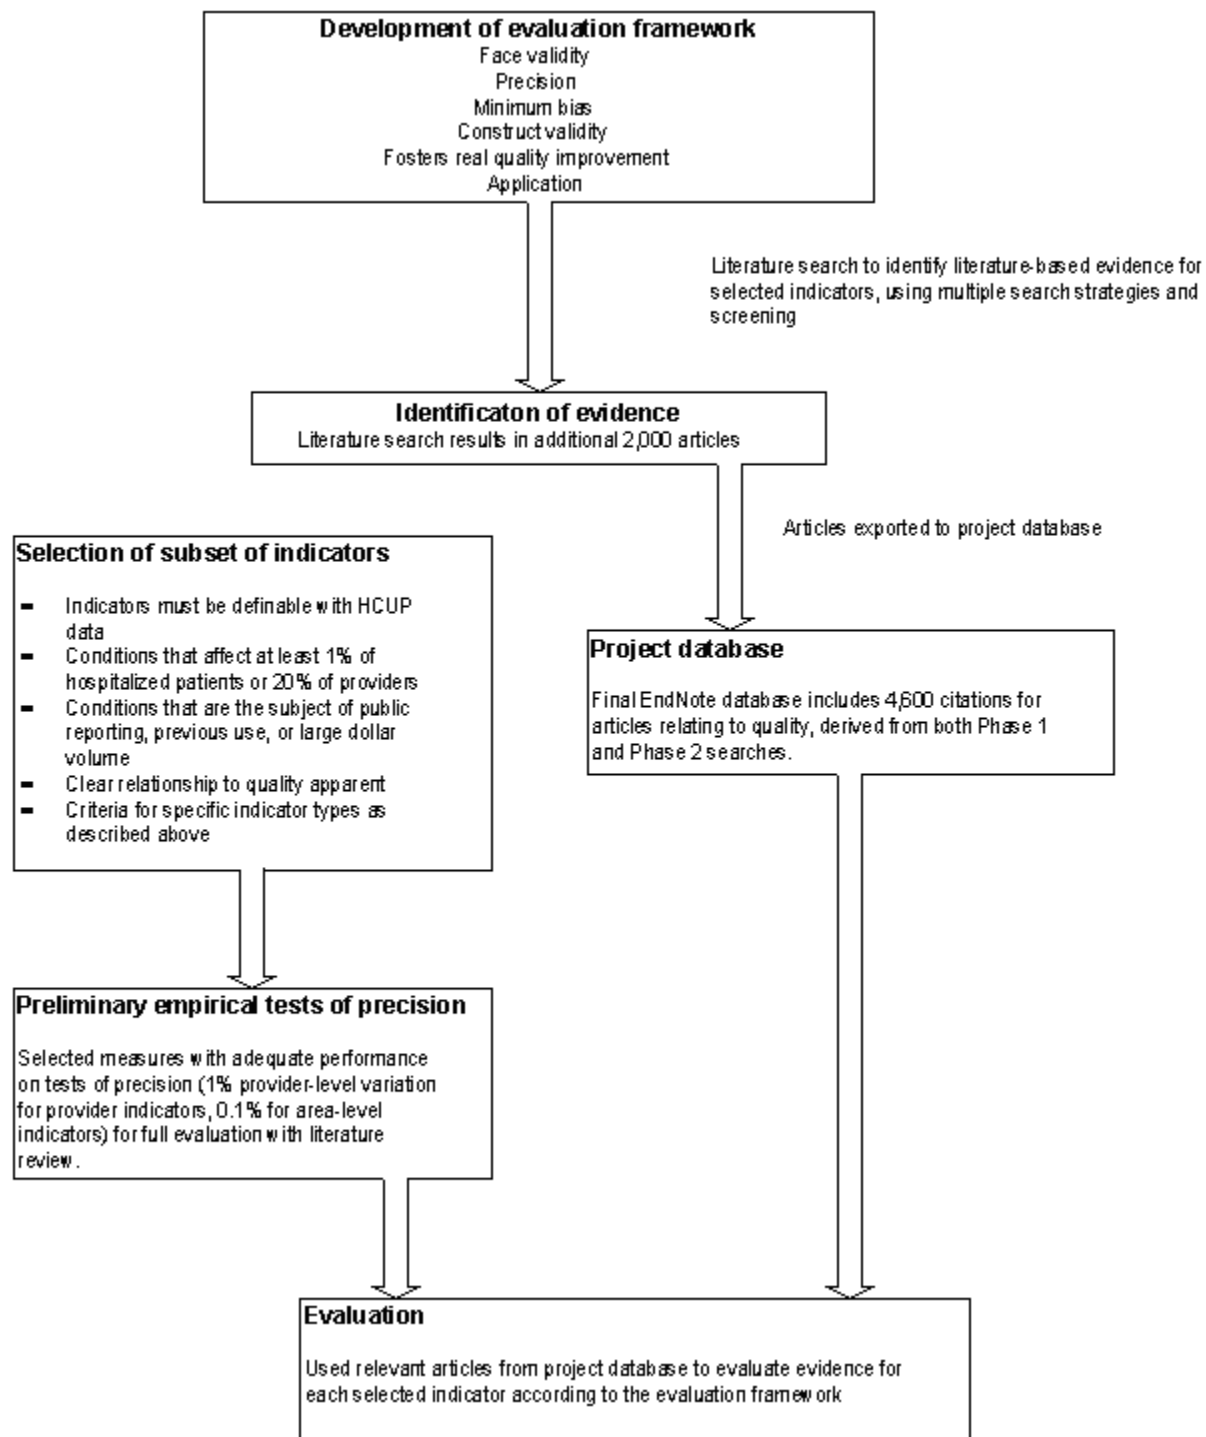 Development of evaluation framework
Face validity
Precision
Minimum bias
Construct validity
Fosters real quality improvement
Application
Literature search to identify literature-based evidence for
selected indicators, using multiple search strategies and
screening
Identificaton of evidence
Literature search results in additional 2,000 articles
Articles exported to project database
Selection of subset of indicators
- Indicators must be definable with HCUP
data
- Conditions that affect at least 1% of
hospitalized patients or 20% of providers
- Conditions that are the subject of public
reporting, previous use, or large dollar
volume
- Clear relationship to quality apparent
- Criteria for specific indicator types as
described above
Project database
Final EndNote database includes 4,600 citations for
articles relating to quality, derived from both Phase 1
and Phase 2 searches.
Preliminary empirical tests of precision
Selected measures with adequate performance
on tests of precision (1% provider-level variation
for provider indicators, 0.1% for area-level
indicators) for full evaluation with literature
review.
Evaluation
Used relevant articles from project database to evaluate evidence for
each selected indicator according to the evaluation framework